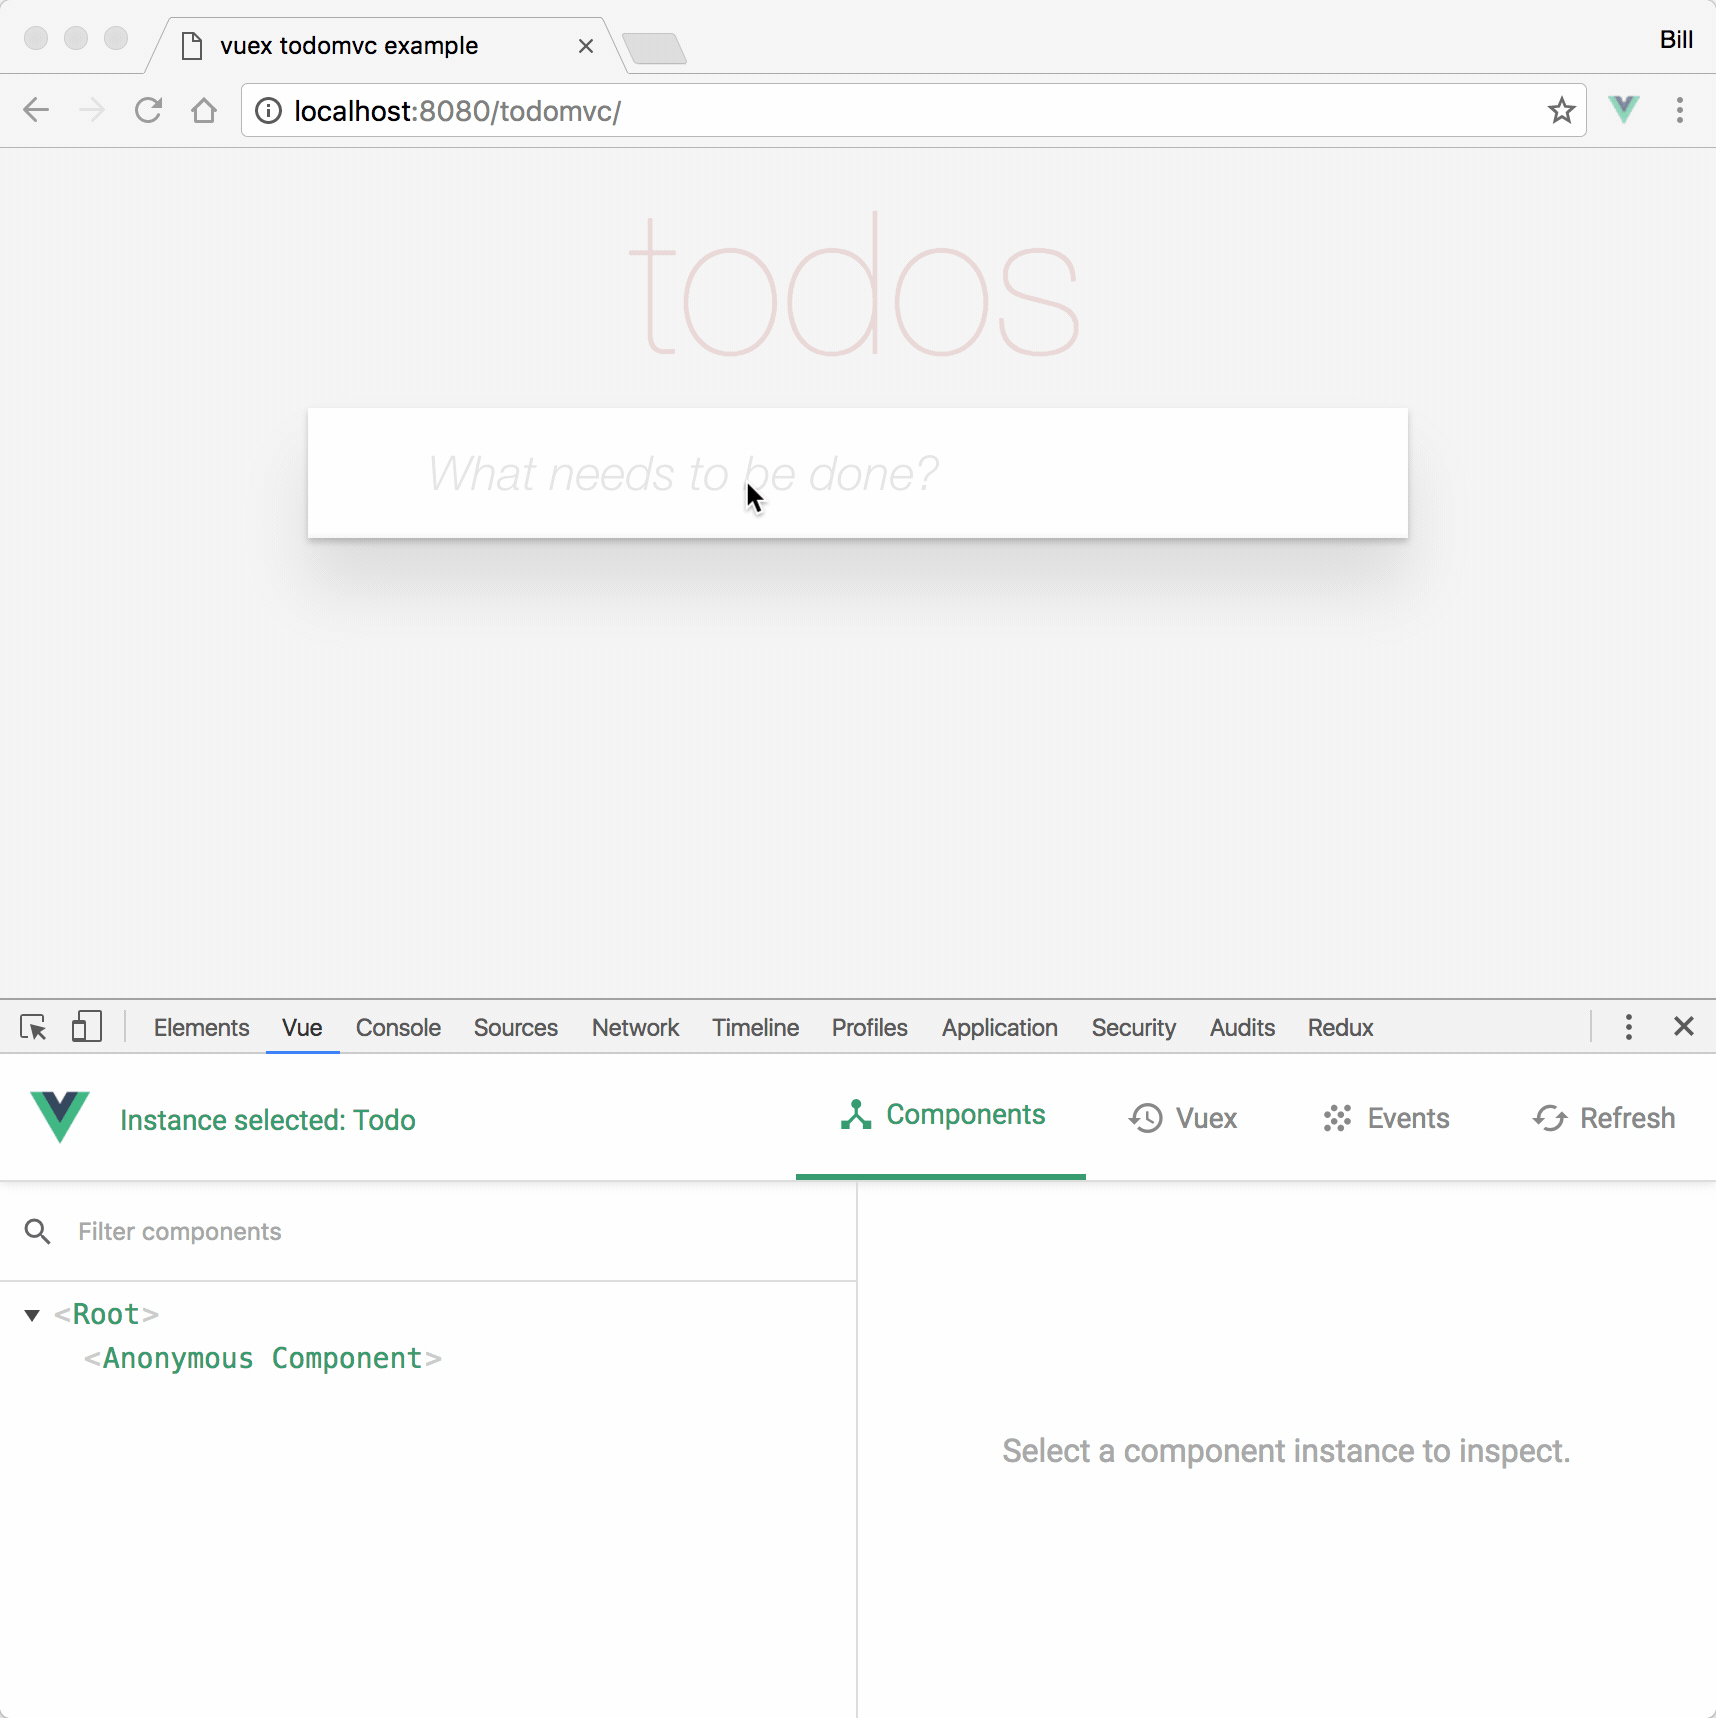 vuex todomvc example
Bill
localhost:8080/todomvc/
todos
What needs to be done?
Elements Vue Console Sources Network Timeline Profiles Application Security Audits Redux
Instance selected: Todo
Components Vuex Events Refresh
Filter components
<Root>
<Anonymous Component>
Select a component instance to inspect.